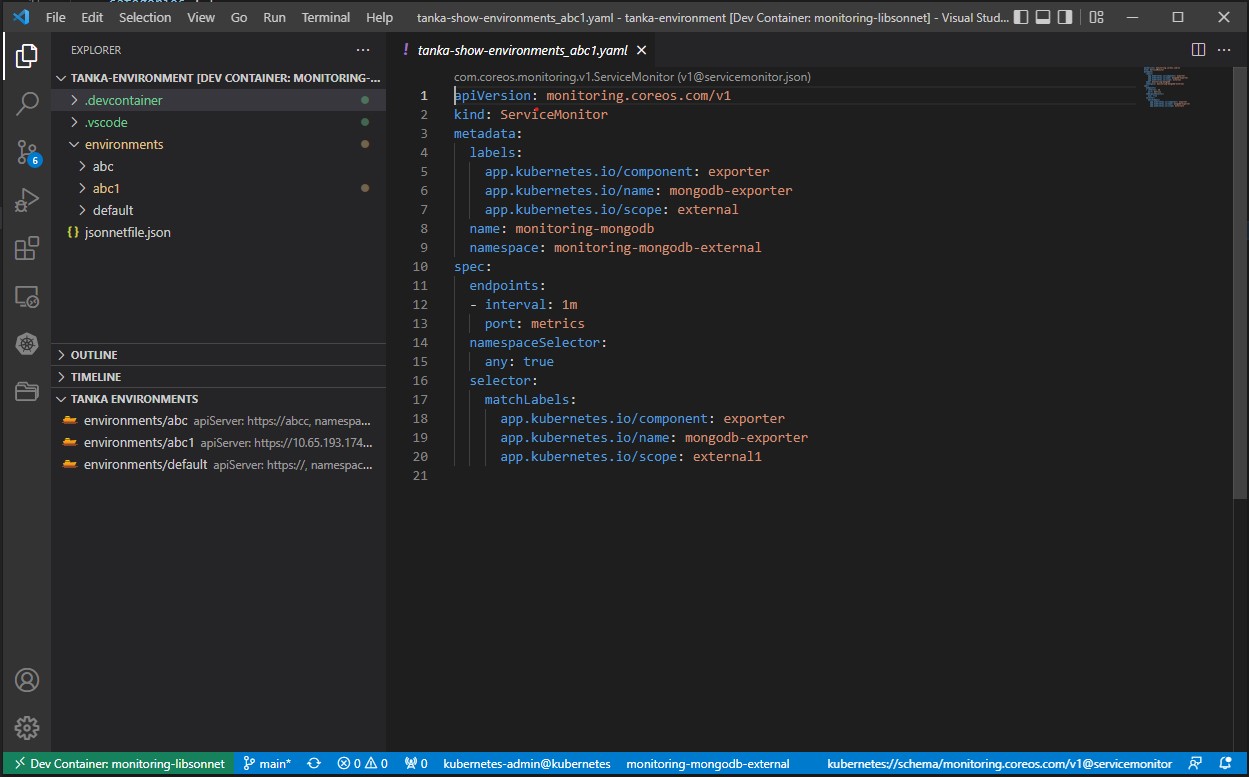 File Edit Selection View Go Run Terminal Help tanka-show-environments_abc1.yaml - tanka-environment [Dev Container: monitoring-libsonnet] - Visual Stud...
EXPLORER ...
TANKA-ENVIRONMENT [DEV CONTAINER: MONITORING-...
.devcontainer
.vscode
environments
abc
abc1
default
{} jsonnetfile.json
6
OUTLINE
TIMELINE
TANKA ENVIRONMENTS
environments/abc apiServer: https://abcc, namespa...
environments/abc1 apiServer: https://10.65.193.174...
environments/default apiServer: https://, namespac...
! tanka-show-environments_abc1.yaml
com.coreos.monitoring.v1.ServiceMonitor (v1@servicemonitor.json)
1 apiVersion: monitoring.coreos.com/v1
2 kind: ServiceMonitor
3 metadata:
4 labels:
5 app.kubernetes.io/component: exporter
6 app.kubernetes.io/name: mongodb-exporter
7 app.kubernetes.io/scope: external
8 name: monitoring-mongodb
9 namespace: monitoring-mongodb-external
10 spec:
11 endpoints:
12 - interval: 1m
13 port: metrics
14 namespaceSelector:
15 any: true
16 selector:
17 matchLabels:
18 app.kubernetes.io/component: exporter
19 app.kubernetes.io/name: mongodb-exporter
20 app.kubernetes.io/scope: external1
21
Dev Container: monitoring-libsonnet main* 0 0 0 kubernetes-admin@kubernetes monitoring-mongodb-external kubernetes://schema/monitoring.coreos.com/v1@servicemonitor